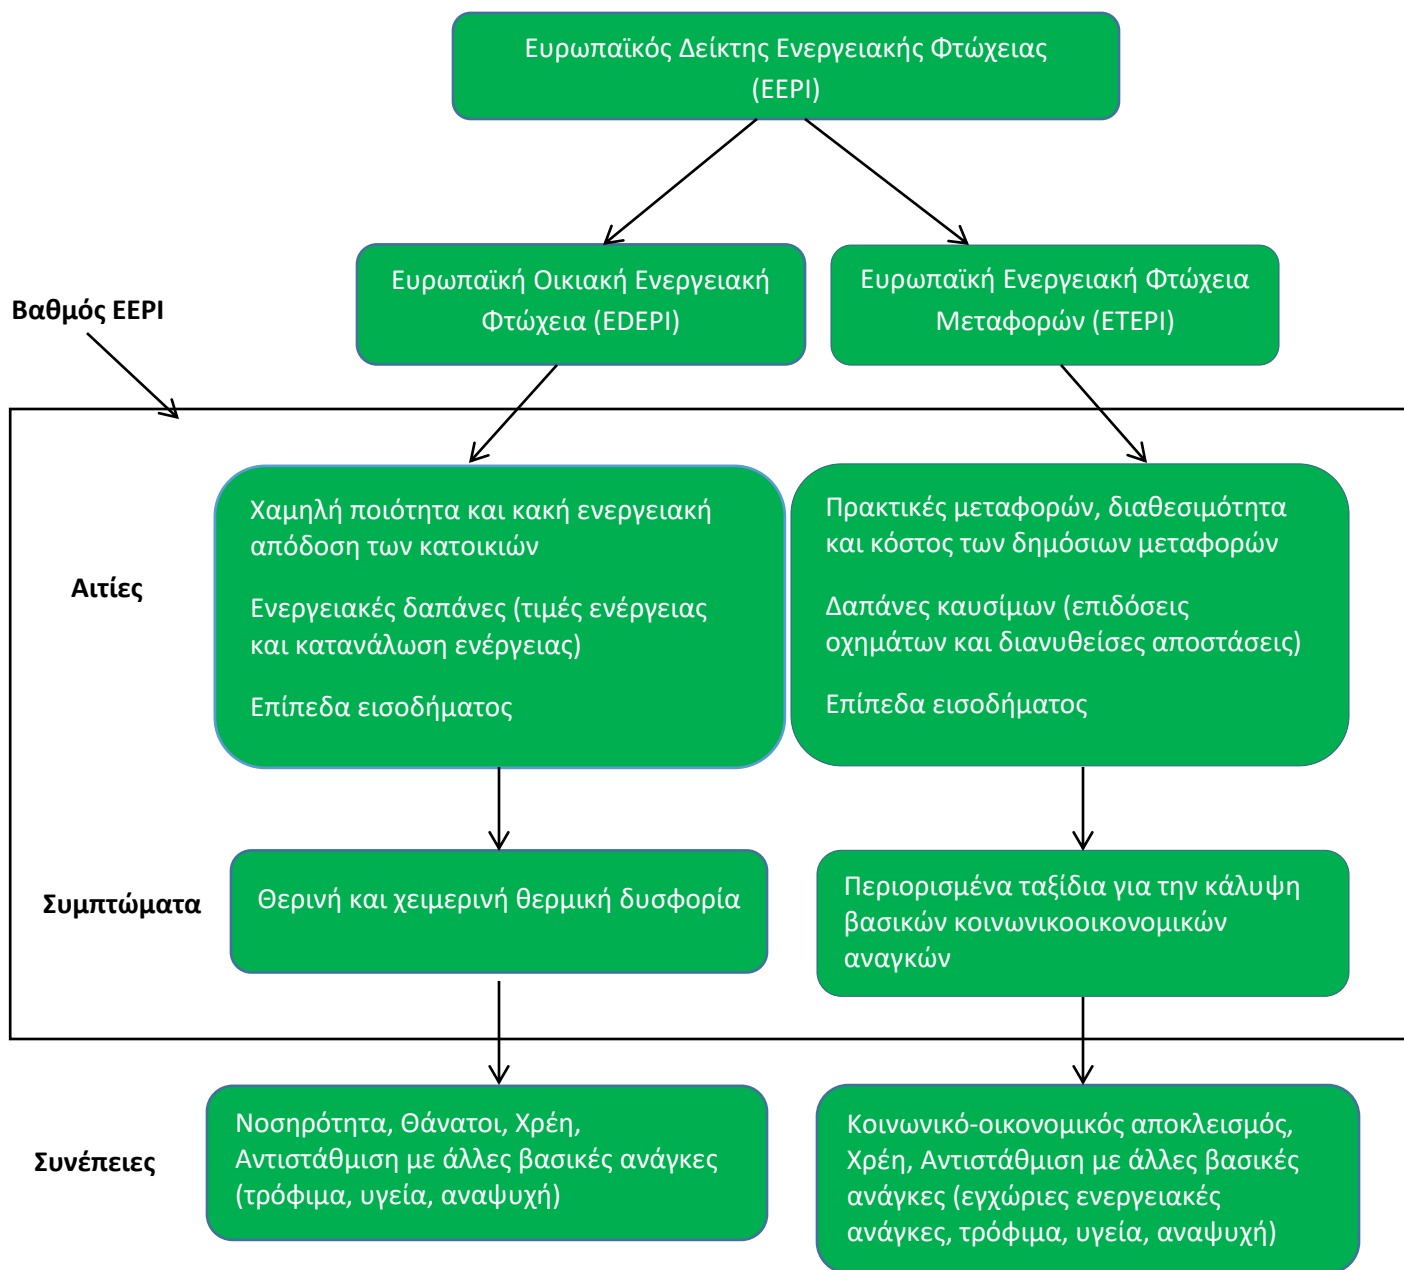 Ευρωπαϊκός Δείκτης Ενεργειακής Φτώχειας
(EEPI)
Ευρωπαϊκή Οικιακή Ενεργειακή
Φτώχεια (EDEPI)
Ευρωπαϊκή Ενεργειακή Φτώχεια
Μεταφορών (ETEPI)
Βαθμός EEPI
Αιτίες
Χαμηλή ποιότητα και κακή ενεργειακή
απόδοση των κατοικιών
Ενεργειακές δαπάνες (τιμές ενέργειας
και κατανάλωση ενέργειας)
Επίπεδα εισοδήματος
Πρακτικές μεταφορών, διαθεσιμότητα
και κόστος των δημόσιων μεταφορών
Δαπάνες καυσίμων (επιδόσεις
οχημάτων και διανυθείσες αποστάσεις)
Επίπεδα εισοδήματος
Συμπτώματα
Θερινή και χειμερινή θερμική δυσφορία
Περιορισμένα ταξίδια για την κάλυψη
βασικών κοινωνικοοικονομικών
αναγκών
Συνέπειες
Νοσηρότητα, Θάνατοι, Χρέη,
Αντιστάθμιση με άλλες βασικές ανάγκες
(τρόφιμα, υγεία, αναψυχή)
Κοινωνικό-οικονομικός αποκλεισμός,
Χρέη, Αντιστάθμιση με άλλες βασικές
ανάγκες (εγχώριες ενεργειακές
ανάγκες, τρόφιμα, υγεία, αναψυχή)